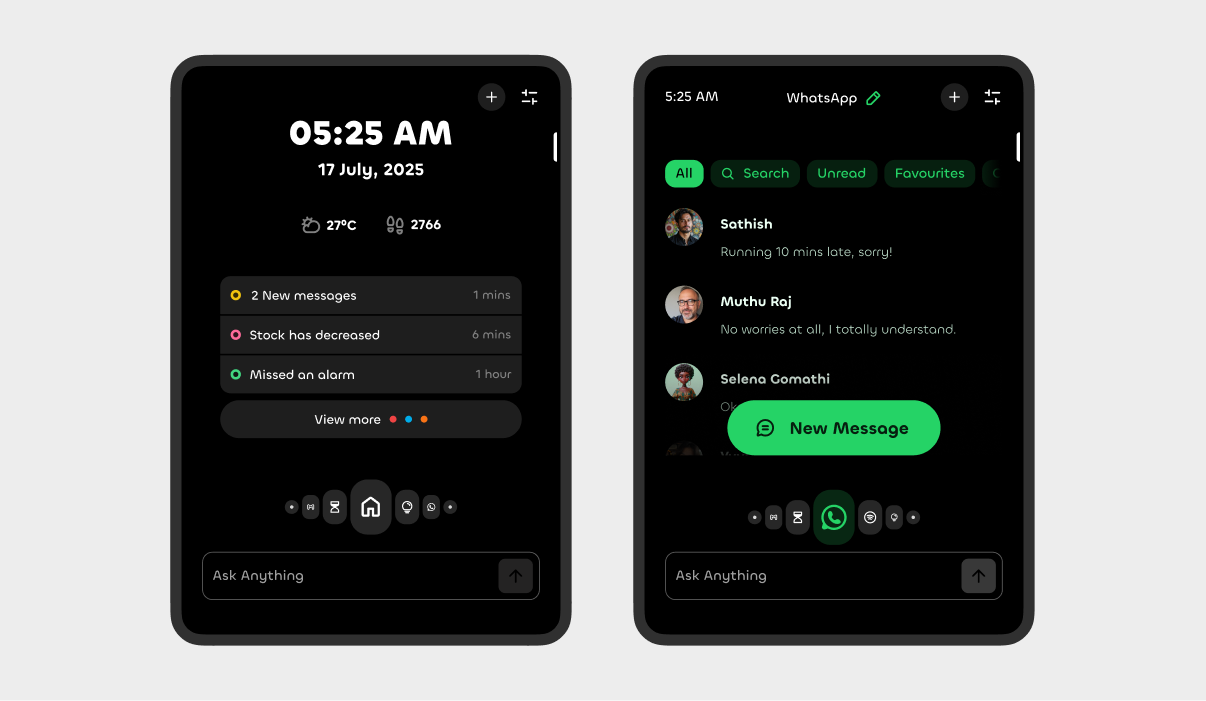 05:25 AM
17 July, 2025
27°C 2766
2 New messages 1 mins
Stock has decreased 6 mins
Missed an alarm 1 hour
View more
Ask Anything
5:25 AM WhatsApp
All Search Unread Favourites
Sathish
Running 10 mins late, sorry!
Muthu Raj
No worries at all, I totally understand.
Selena Gomathi
New Message
Ask Anything